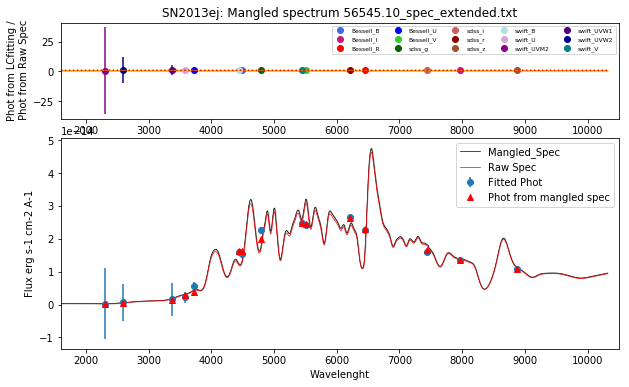 SN2013ej: Mangled spectrum 56545.10_spec_extended.txt
Phot from LCfitting /
Phot from Raw Spec
25
0
−25
Bessell_B
Bessell_I
Bessell_R
Bessell_U
Bessell_V
sdss_g
sdss_i
sdss_r
sdss_z
swift_B
swift_U
swift_UVM2
swift_UVW1
swift_UVW2
swift_V
2000 3000 4000 5000 6000 7000 8000 9000 10000
1e−14
Flux erg s-1 cm-2 A-1
5
4
3
2
1
0
−1
Mangled_Spec
Raw Spec
Fitted Phot
Phot from mangled spec
2000 3000 4000 5000 6000 7000 8000 9000 10000
Wavelenght